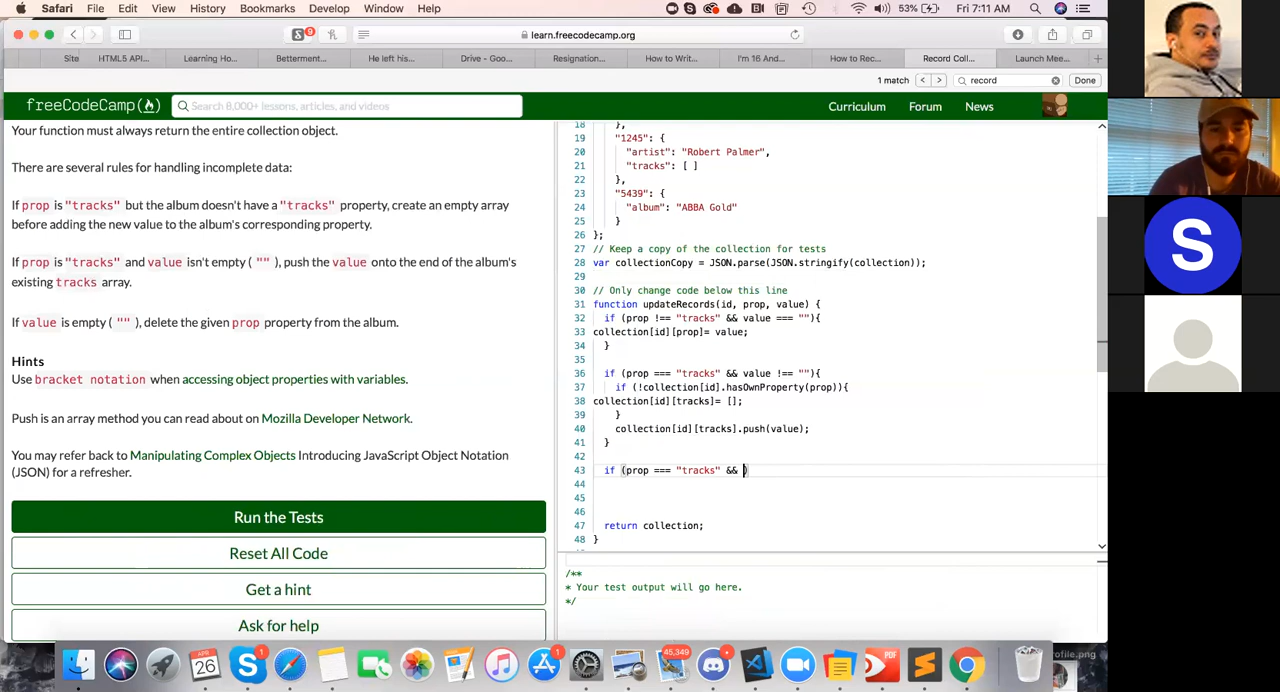 Safari File Edit View History Bookmarks Develop Window Help
53% Fri 7:11 AM
learn.freecodecamp.org
Site HTML5 API... Learning Ho... Betterment... He left his... Drive - Goo... Resignation... How to Writ... I'm 16 And... How to Rec... Record Coll... Launch Mee...
1 match record Done
freeCodeCamp
Search 8,000+ lessons, articles, and videos
Curriculum Forum News
Your function must always return the entire collection object.
There are several rules for handling incomplete data:
If prop is "tracks" but the album doesn't have a "tracks" property, create an empty array
before adding the new value to the album's corresponding property.
If prop is "tracks" and value isn't empty ( "" ), push the value onto the end of the album's
existing tracks array.
If value is empty ( "" ), delete the given prop property from the album.
Hints
Use bracket notation when accessing object properties with variables.
Push is an array method you can read about on Mozilla Developer Network.
You may refer back to Manipulating Complex Objects Introducing JavaScript Object Notation
(JSON) for a refresher.
Run the Tests
Reset All Code
Get a hint
Ask for help
18 },
19 "1245": {
20 "artist": "Robert Palmer",
21 "tracks": [ ]
22 },
23 "5439": {
24 "album": "ABBA Gold"
25 }
26 };
27 // Keep a copy of the collection for tests
28 var collectionCopy = JSON.parse(JSON.stringify(collection));
29
30 // Only change code below this line
31 function updateRecords(id, prop, value) {
32 if (prop !== "tracks" && value === ""){
33 collection[id][prop]= value;
34 }
35
36 if (prop === "tracks" && value !== ""){
37 if (!collection[id].hasOwnProperty(prop)){
38 collection[id][tracks]= [];
39 }
40 collection[id][tracks].push(value);
41 }
42
43 if (prop === "tracks" && )
44
45
46
47 return collection;
48 }
/**
* Your test output will go here.
*/
S
9
1
APR
26
1
45,349
PDF
rofile.png